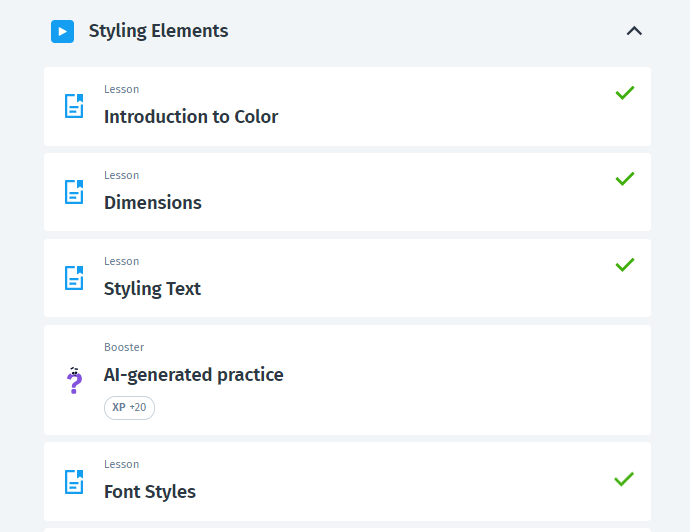 Styling Elements
Lesson
Introduction to Color
Lesson
Dimensions
Lesson
Styling Text
Booster
AI-generated practice
XP +20
Lesson
Font Styles